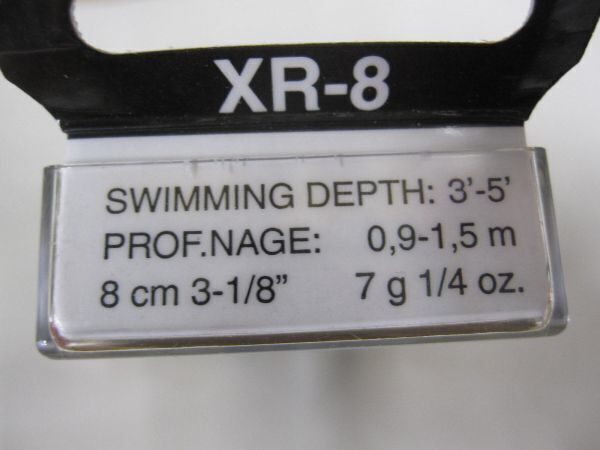 XR-8
SWIMMING DEPTH: 3'-5'
PROF.NAGE: 0,9-1,5 m
8 cm 3-1/8” 7 g 1/4 oz.